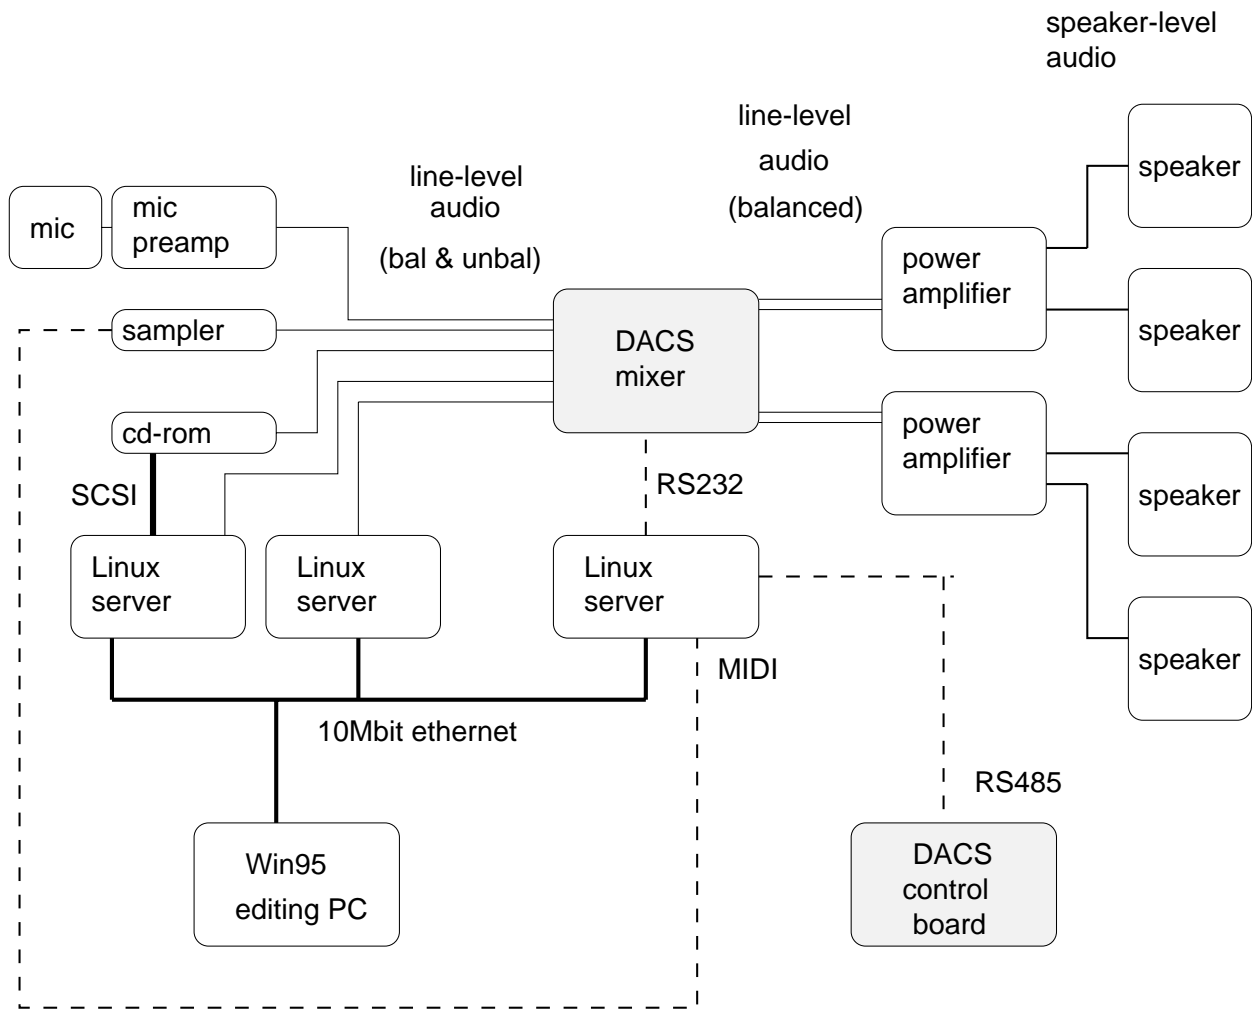 speaker-level
audio
line-level
audio
(balanced)
line-level
audio
(bal & unbal)
mic
mic
preamp
sampler
cd-rom
SCSI
DACS
mixer
RS232
power
amplifier
power
amplifier
speaker
speaker
speaker
speaker
Linux
server
Linux
server
Linux
server
MIDI
10Mbit ethernet
RS485
Win95
editing PC
DACS
control
board